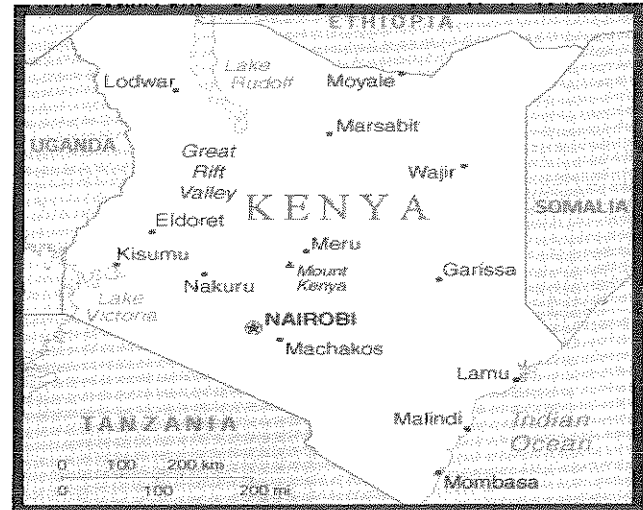 ETHIOPIA
Lake
Rudolf
Lodwar
Moyale
Marsabit
UGANDA
Great
Rift
Valley
Wajir
KENYA
SOMALIA
Eldoret
Kisumu
Meru
Mount
Kenya
Nakuru
Garissa
Lake
Victoria
NAIROBI
Machakos
Lamu
TANZANIA
Malindi
Indian
Ocean
0 100 200 km
0 100 200 mi
Mombasa